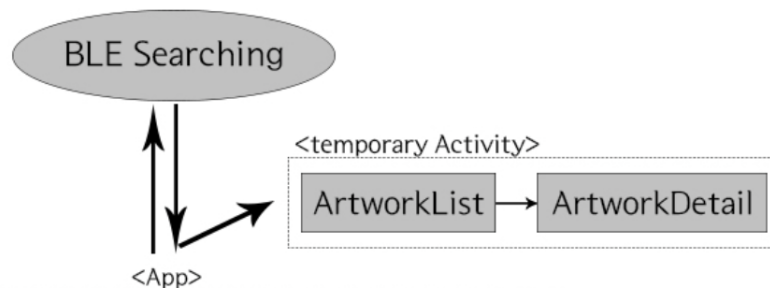 BLE Searching
<temporary Activity>
ArtworkList
ArtworkDetail
<App>